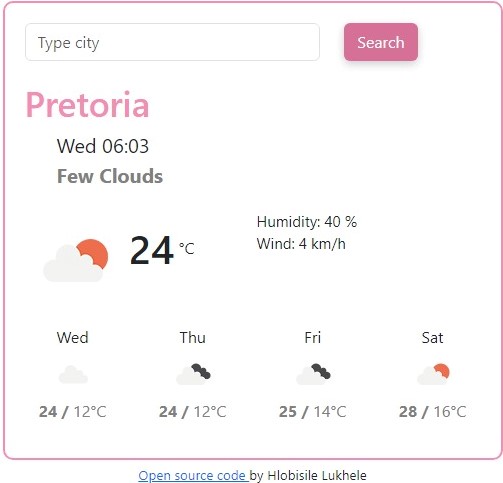 Type city
Search
Pretoria
Wed 06:03
Few Clouds
24 °C
Humidity: 40 %
Wind: 4 km/h
Wed Thu Fri Sat
24 / 12°C 24 / 12°C 25 / 14°C 28 / 16°C
Open source code by Hlobisile Lukhele